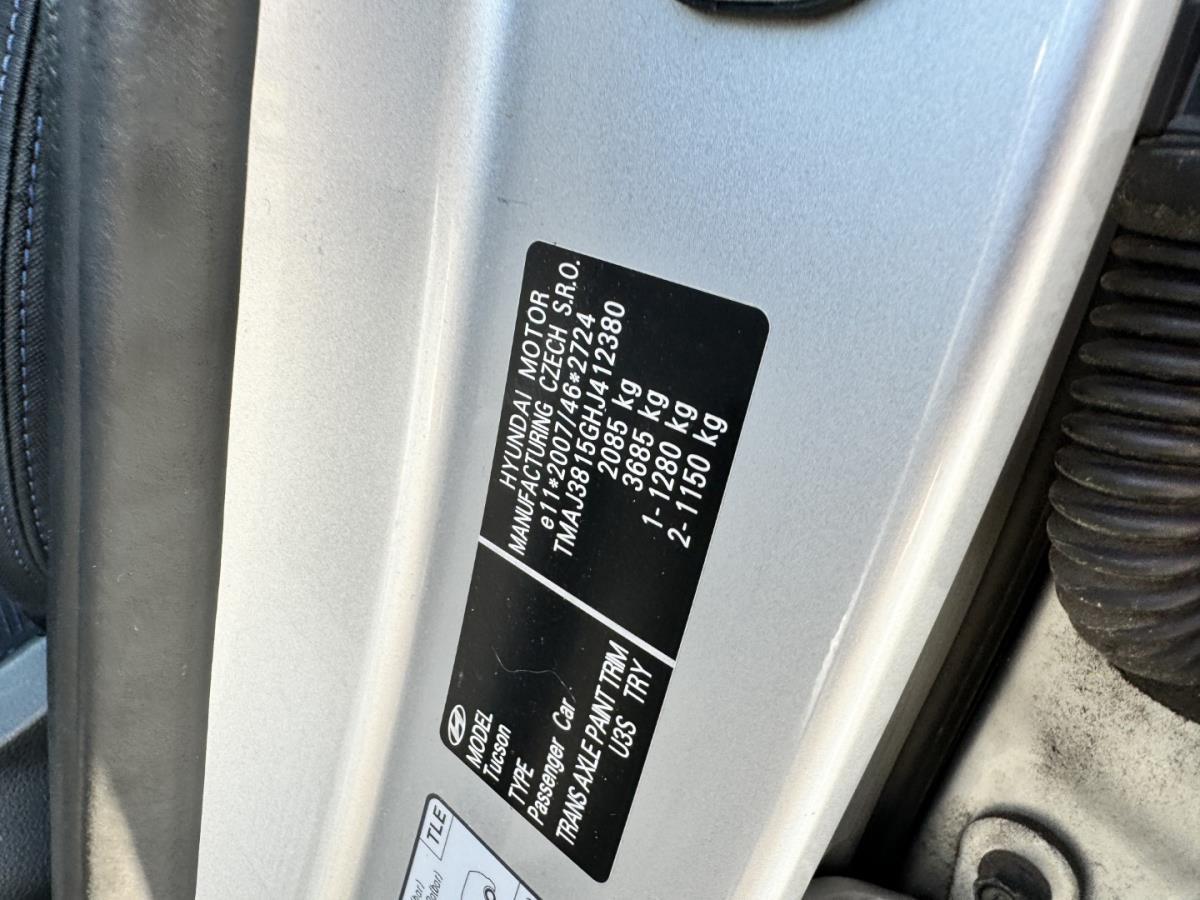 HYUNDAI MOTOR
MANUFACTURING CZECH S.R.O.
e11*2007/46*2724
TMAJ3815GHJ412380
2085 kg
3685 kg
1-1280 kg
2-1150 kg
MODEL
Tucson
TYPE
Passenger Car
TRANS AXLE PAINT TRIM
U3S TRY
TLE